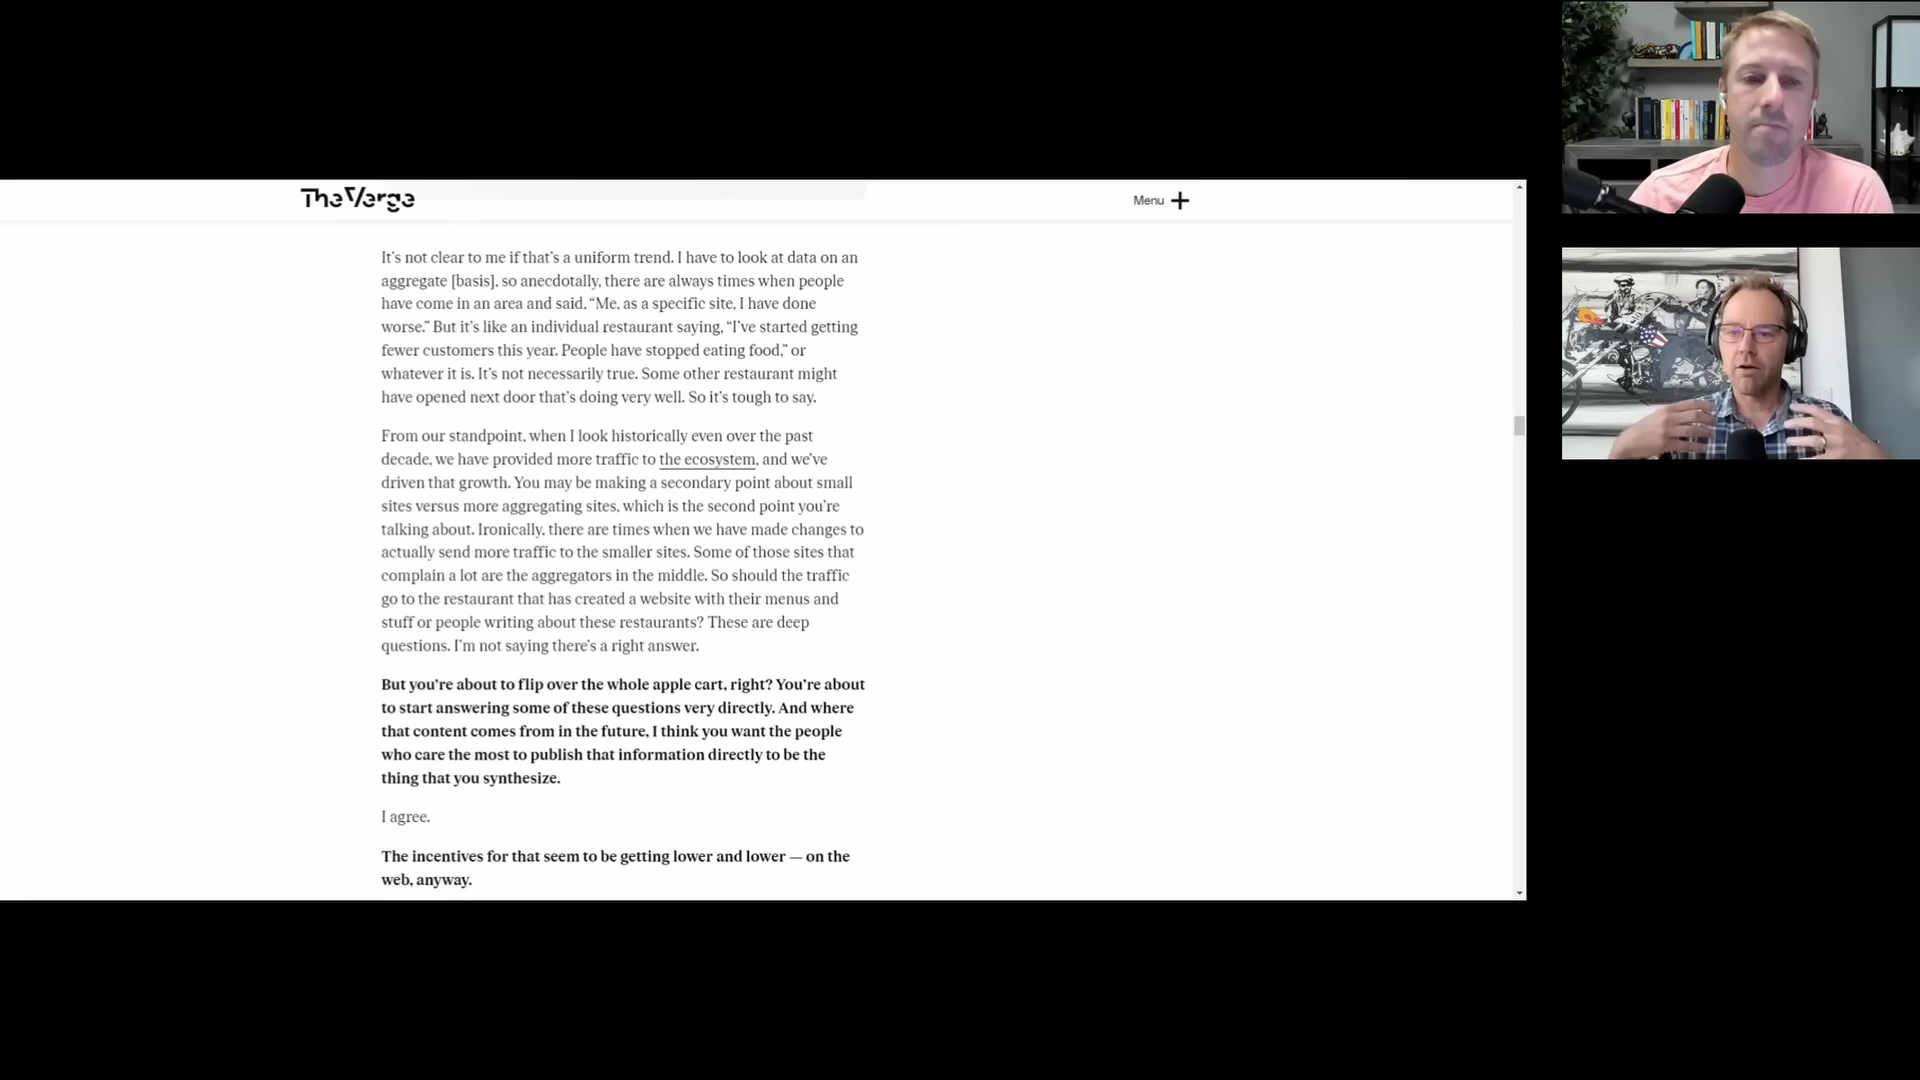 The Verge
Menu
It’s not clear to me if that’s a uniform trend. I have to look at data on an
aggregate [basis], so anecdotally, there are always times when people
have come in an area and said, “Me, as a specific site, I have done
worse.” But it’s like an individual restaurant saying, “I’ve started getting
fewer customers this year. People have stopped eating food,” or
whatever it is. It’s not necessarily true. Some other restaurant might
have opened next door that’s doing very well. So it’s tough to say.
From our standpoint, when I look historically even over the past
decade, we have provided more traffic to the ecosystem, and we’ve
driven that growth. You may be making a secondary point about small
sites versus more aggregating sites, which is the second point you’re
talking about. Ironically, there are times when we have made changes to
actually send more traffic to the smaller sites. Some of those sites that
complain a lot are the aggregators in the middle. So should the traffic
go to the restaurant that has created a website with their menus and
stuff or people writing about these restaurants? These are deep
questions. I’m not saying there’s a right answer.
But you’re about to flip over the whole apple cart, right? You’re about
to start answering some of these questions very directly. And where
that content comes from in the future, I think you want the people
who care the most to publish that information directly to be the
thing that you synthesize.
I agree.
The incentives for that seem to be getting lower and lower — on the
web, anyway.